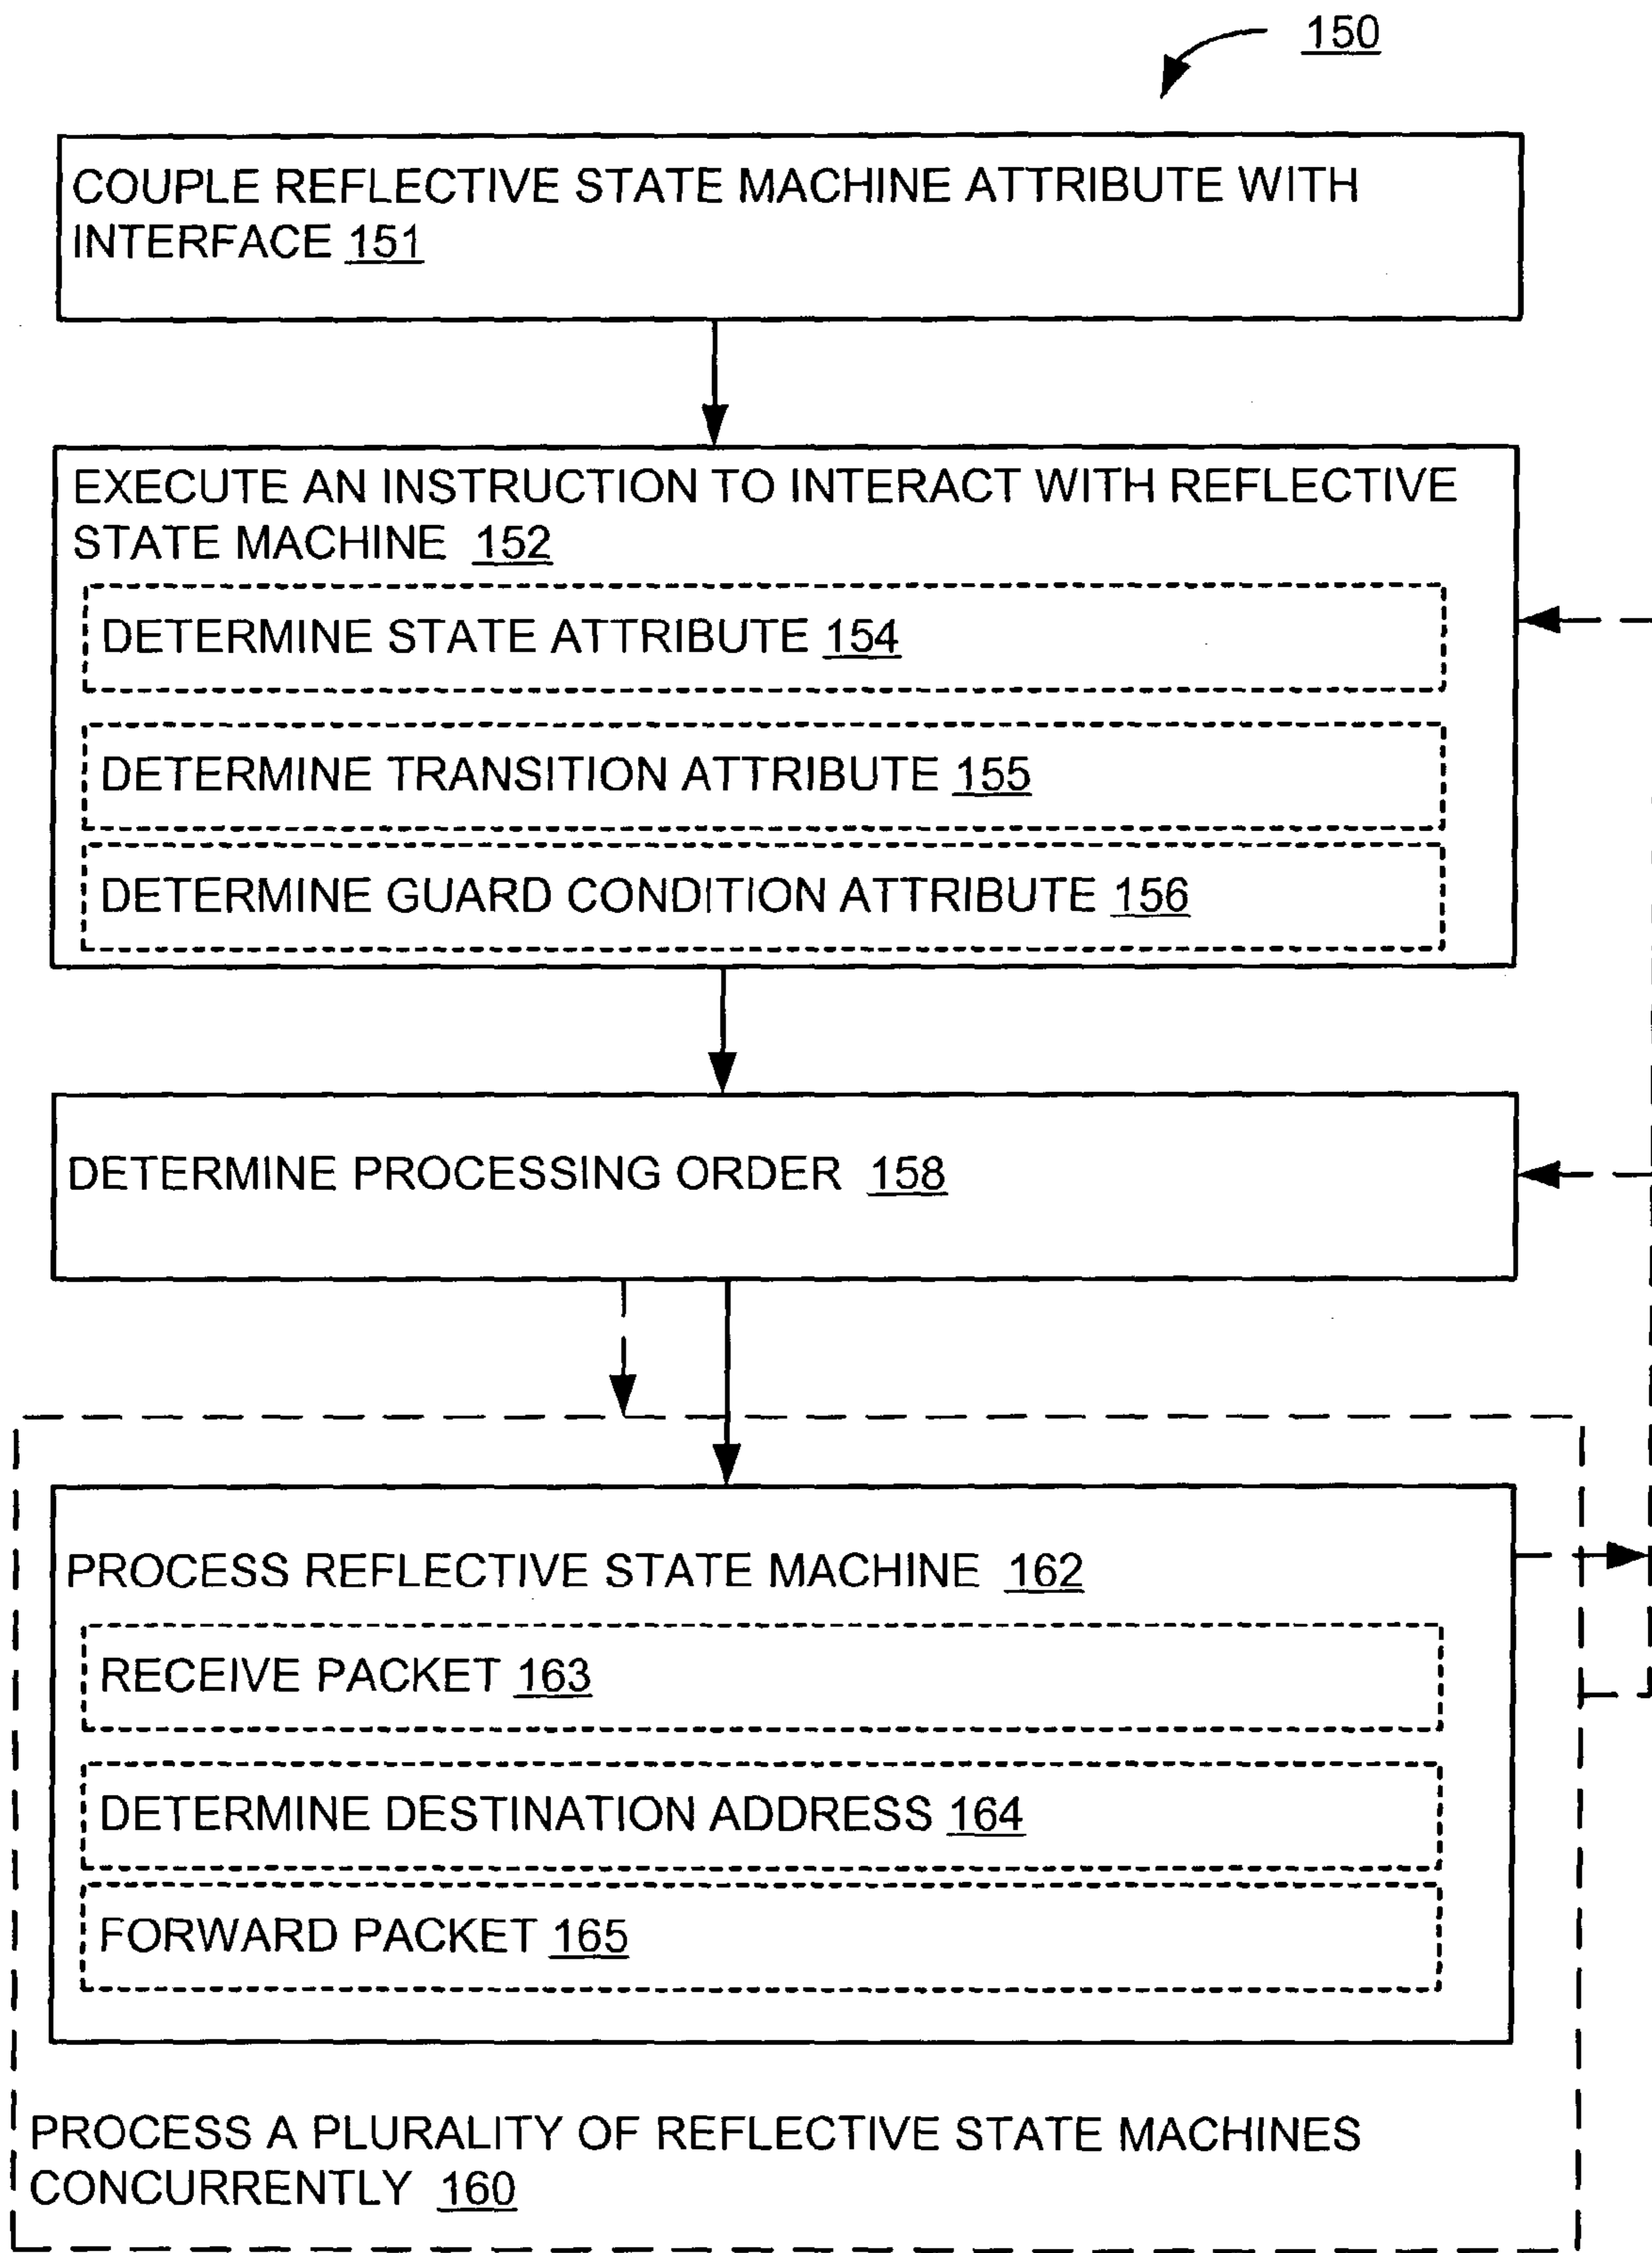 150
COUPLE REFLECTIVE STATE MACHINE ATTRIBUTE WITH
INTERFACE 151
EXECUTE AN INSTRUCTION TO INTERACT WITH REFLECTIVE
STATE MACHINE 152
DETERMINE STATE ATTRIBUTE 154
DETERMINE TRANSITION ATTRIBUTE 155
DETERMINE GUARD CONDITION ATTRIBUTE 156
DETERMINE PROCESSING ORDER 158
PROCESS REFLECTIVE STATE MACHINE 162
RECEIVE PACKET 163
DETERMINE DESTINATION ADDRESS 164
FORWARD PACKET 165
PROCESS A PLURALITY OF REFLECTIVE STATE MACHINES
CONCURRENTLY 160